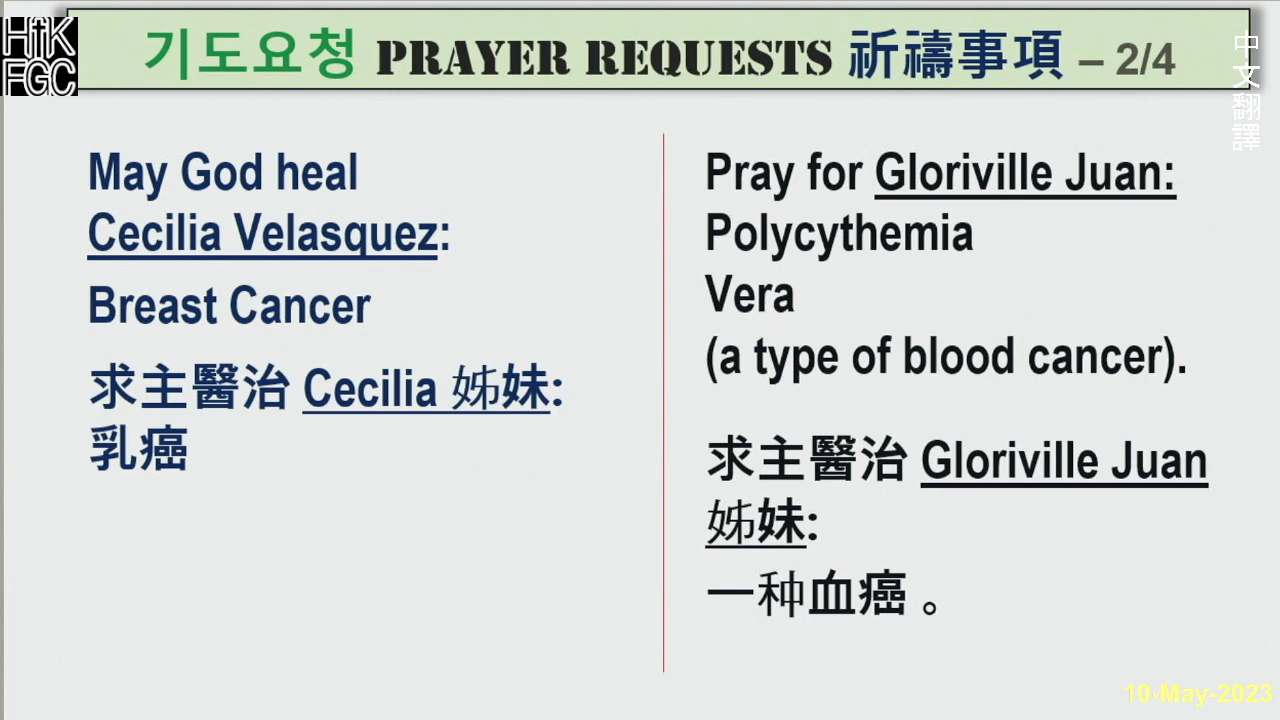 HfK
FGC
기도요청 PRAYER REQUESTS 祈禱事項 – 2/4
中文翻譯
May God heal
Cecilia Velasquez:
Breast Cancer
求主醫治 Cecilia 姊妹:
乳癌
Pray for Gloriville Juan:
Polycythemia
Vera
(a type of blood cancer).
求主醫治 Gloriville Juan
姊妹:
一种血癌 。
10-May-2023